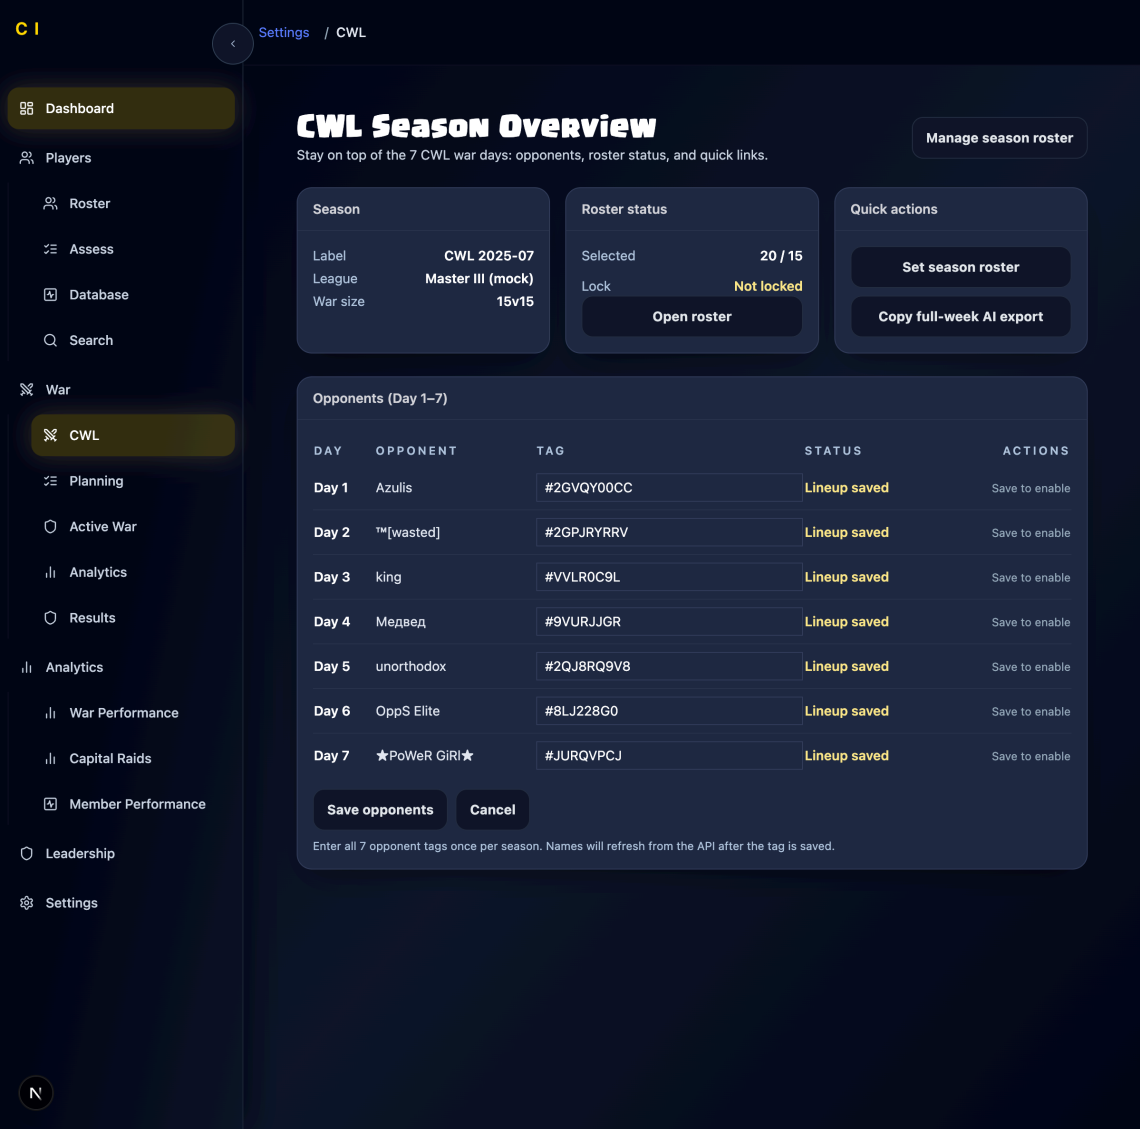 C I
Settings / CWL
Dashboard
Players
Roster
Assess
Database
Search
War
CWL
Planning
Active War
Analytics
Results
Analytics
War Performance
Capital Raids
Member Performance
Leadership
Settings
N
CWL Season Overview
Stay on top of the 7 CWL war days: opponents, roster status, and quick links.
Manage season roster
Season
Label CWL 2025-07
League Master III (mock)
War size 15v15
Roster status
Selected 20 / 15
Lock Not locked
Open roster
Quick actions
Set season roster
Copy full-week AI export
Opponents (Day 1–7)
DAY OPPONENT TAG STATUS ACTIONS
Day 1 Azulis #2GVQY00CC Lineup saved Save to enable
Day 2 ™[wasted] #2GPJRYRRV Lineup saved Save to enable
Day 3 king #VVLR0C9L Lineup saved Save to enable
Day 4 Медвед #9VURJJGR Lineup saved Save to enable
Day 5 unorthodox #2QJ8RQ9V8 Lineup saved Save to enable
Day 6 OppS Elite #8LJ228G0 Lineup saved Save to enable
Day 7 ★PoWeR GiRl★ #JURQVPCJ Lineup saved Save to enable
Save opponents Cancel
Enter all 7 opponent tags once per season. Names will refresh from the API after the tag is saved.